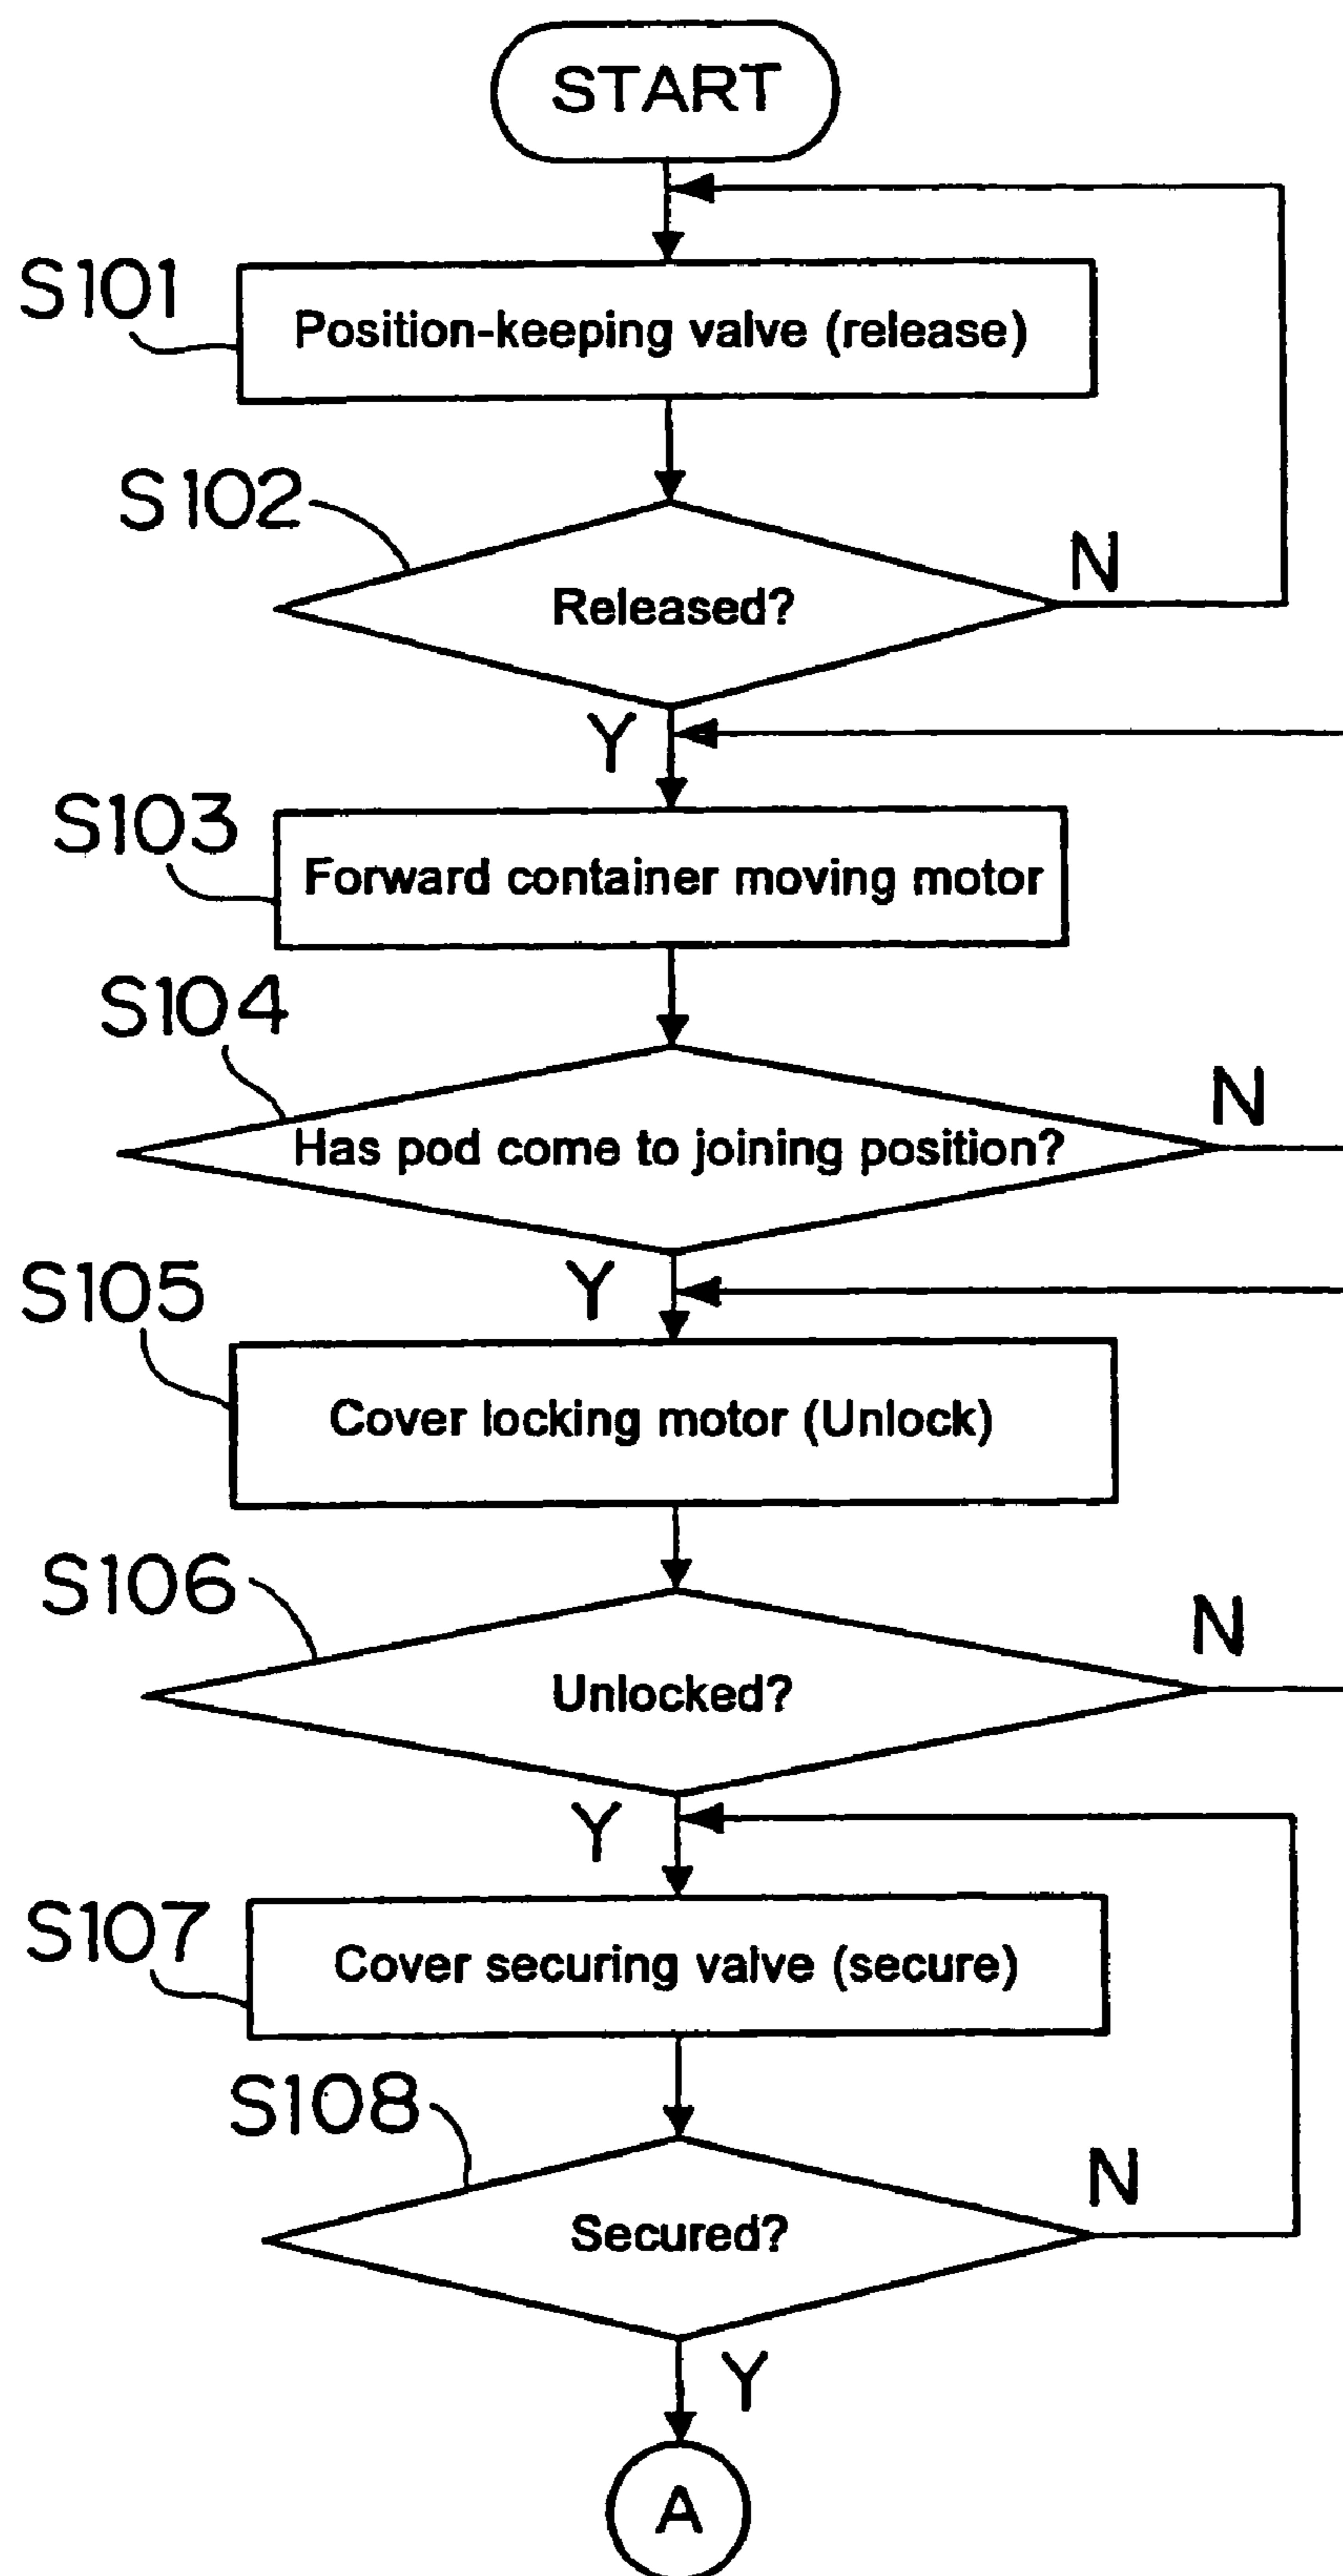 START
S101
Position-keeping valve (release)
S102
Released?
N
Y
S103
Forward container moving motor
S104
Has pod come to joining position?
N
Y
S105
Cover locking motor (Unlock)
S106
Unlocked?
N
Y
S107
Cover securing valve (secure)
S108
Secured?
N
Y
A